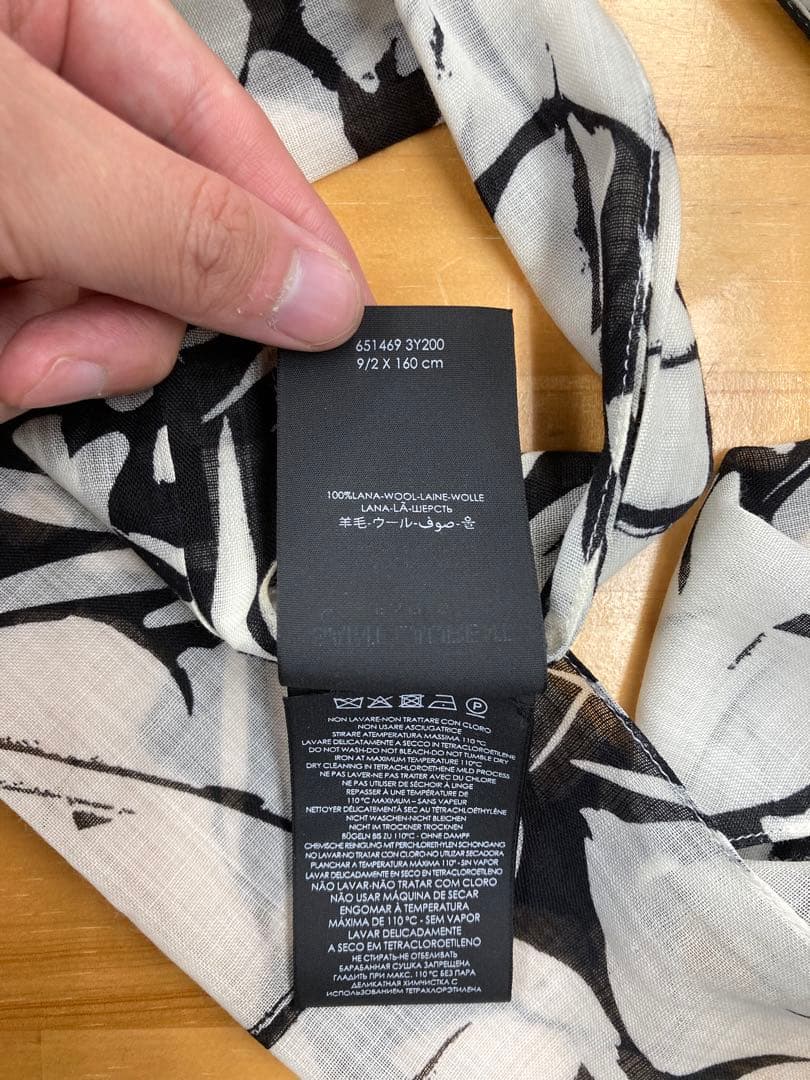 651469 3Y200
9/2 X 160 cm
100%LANA-WOOL-LAINE-WOLLE
LANA-LÃ-ШЕРСТЬ
羊毛-ウール-صوف-울
NON LAVARE-NON TRATTARE CON CLORO
NON USARE ASCIUGATRICE
STIRARE ATEMPERATURA MASSIMA 110 °C
LAVARE DELICATAMENTE A SECCO IN TETRACLOROETILENE
DO NOT WASH-DO NOT BLEACH-DO NOT TUMBLE DRY
IRON AT MAXIMUM TEMPERATURE 110°C
DRY CLEANING IN TETRACHLOROETHENE MILD PROCESS
NE PAS LAVER-NE PAS TRAITER AVEC DU CHLORE
NE PAS UTILISER DE SÉCHOIR À LINGE
REPASSER À UNE TEMPÉRATURE DE
110 °C MAXIMUM – SANS VAPEUR
NETTOYER DÉLICATEMENT À SEC AU TÉTRACHLOÉTHYLÈNE
NICHT WASCHEN-NICHT BLEICHEN
NICHT IM TROCKNER TROCKNEN
BÜGELN BIS ZU 110°C - OHNE DAMPF
CHEMISCHE REINIGUNG MIT PERCHLORETHYLEN SCHONGANG
NO LAVAR-NO TRATAR CON CLORO-NO UTILIZAR SECADORA
PLANCHAR A TEMPERATURA MÁXIMA 110°- SIN VAPOR
LAVAR DELICADAMENTE EN SECO EN TETRACLOROETILENO
NÃO LAVAR-NÃO TRATAR COM CLORO
NÃO USAR MÁQUINA DE SECAR
ENGOMAR À TEMPERATURA
MÁXIMA DE 110 °C - SEM VAPOR
LAVAR DELICADAMENTE
A SECO EM TETRACLOROETILENO
НЕ СТИРАТЬ-НЕ ОТБЕЛИВАТЬ
БАРАБАННАЯ СУШКА ЗАПРЕЩЕНА
ГЛАДИТЬ ПРИ МАКС. 110 °C БЕЗ ПАРА
ДЕЛИКАТНАЯ ХИМЧИСТКА С
ИСПОЛЬЗОВАНИЕМ ТЕТРАХЛОРЭТИЛЕНА